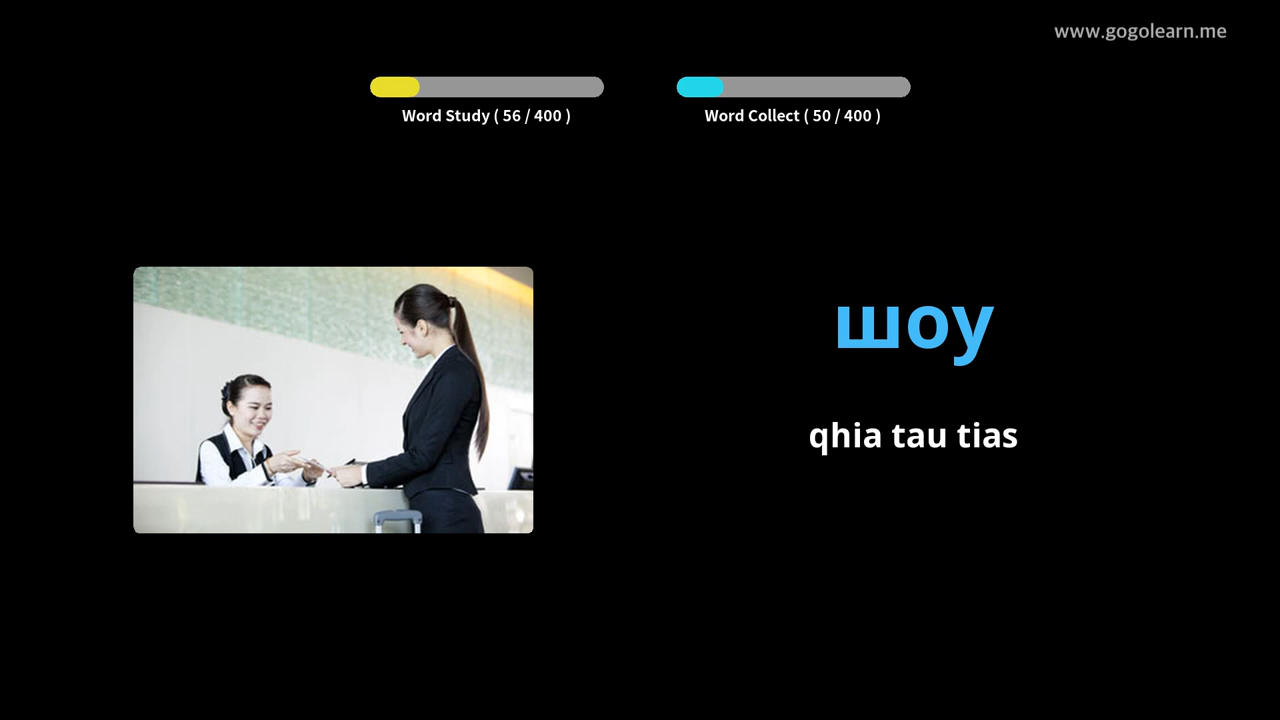 www.gogolearn.me
Word Study ( 56 / 400 )
Word Collect ( 50 / 400 )
шоу
qhia tau tias